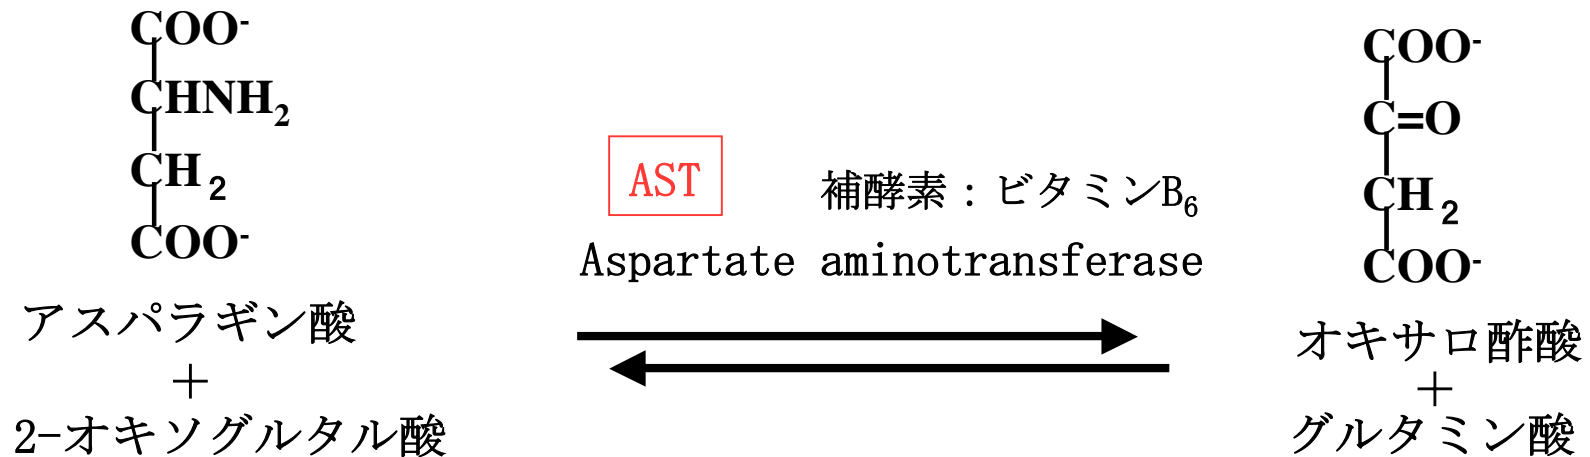 COO⁻
CHNH₂
CH₂
COO⁻
アスパラギン酸
+
2-オキソグルタル酸
AST
補酵素：ビタミンB₆
Aspartate aminotransferase
COO⁻
C=O
CH₂
COO⁻
オキサロ酢酸
+
グルタミン酸